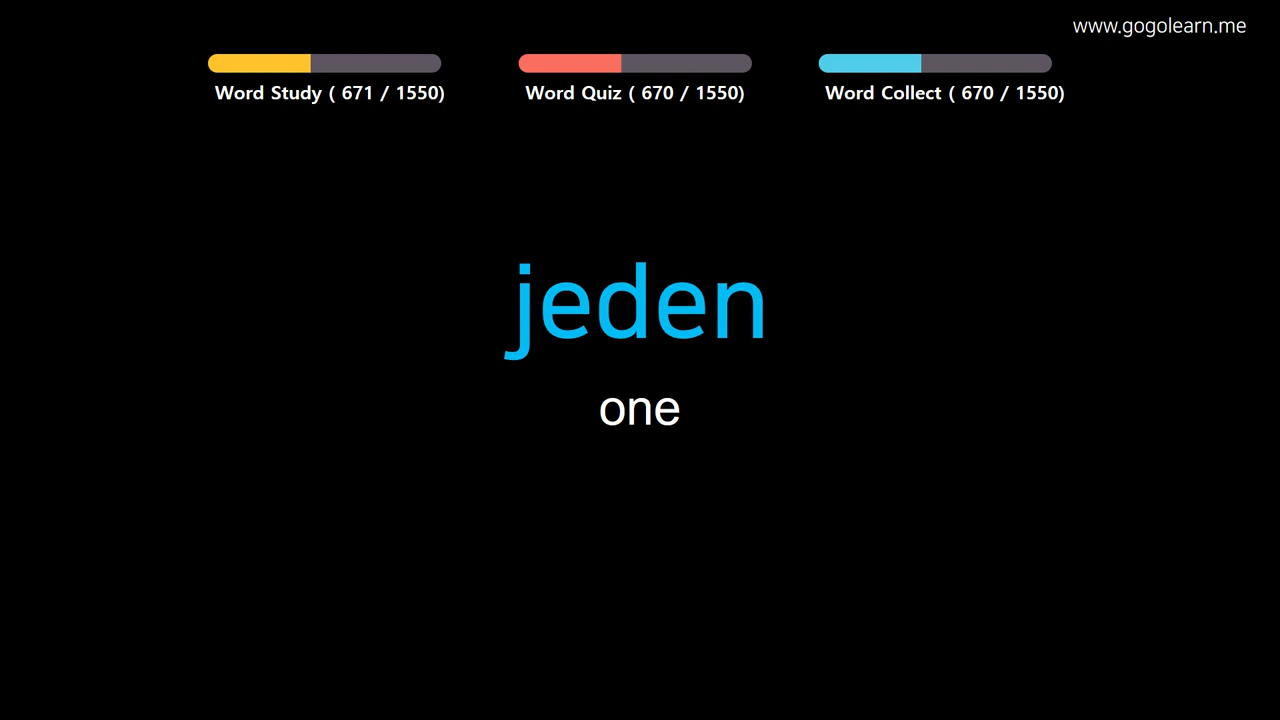 www.gogolearn.me
Word Study ( 671 / 1550)
Word Quiz ( 670 / 1550)
Word Collect ( 670 / 1550)
jeden
one